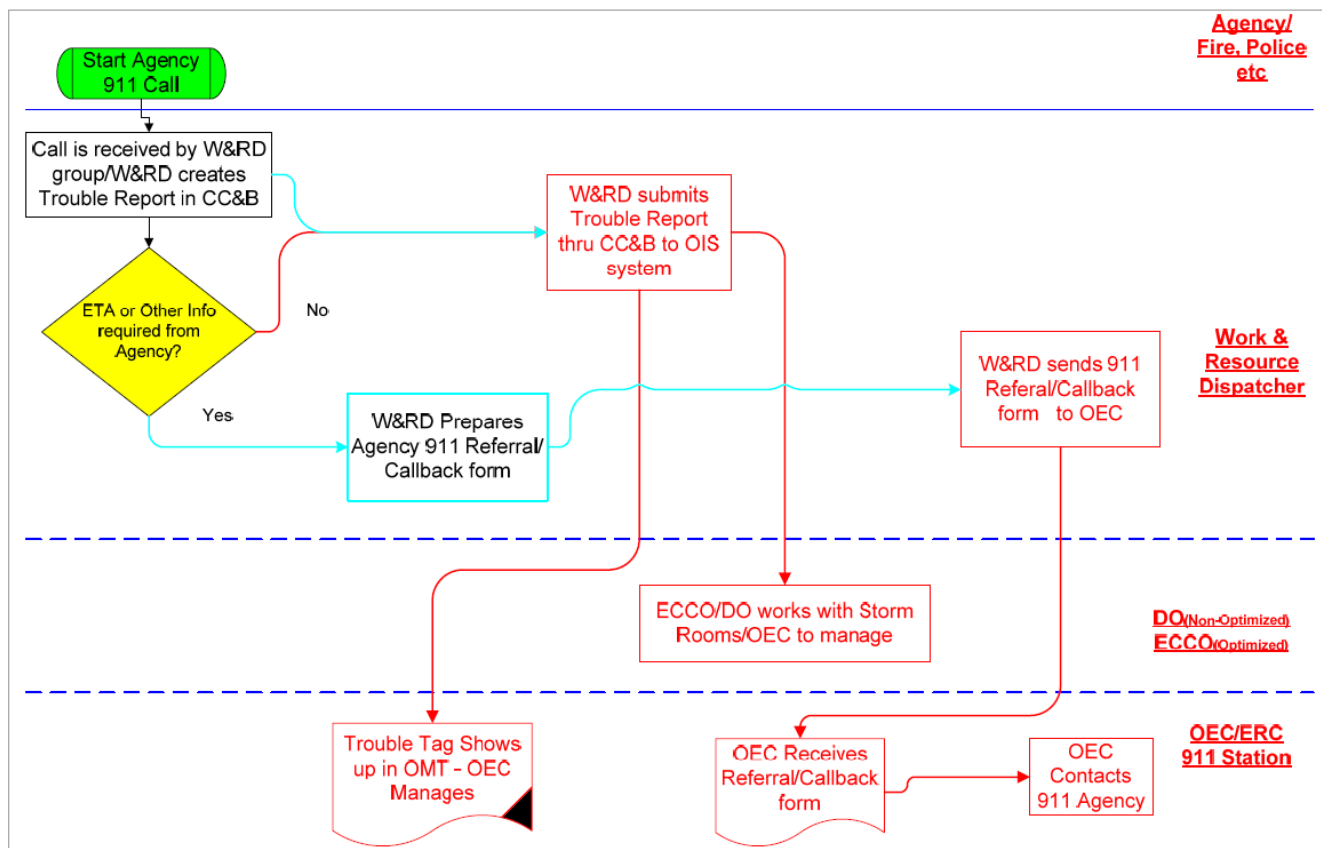 Agency/
Fire, Police
etc
Start Agency
911 Call
Call is received by W&RD
group/W&RD creates
Trouble Report in CC&B
W&RD submits
Trouble Report
thru CC&B to OIS
system
ETA or Other Info
required from
Agency?
No
Yes
W&RD Prepares
Agency 911 Referral/
Callback form
W&RD sends 911
Referal/Callback
form to OEC
Work &
Resource
Dispatcher
ECCO/DO works with Storm
Rooms/OEC to manage
DO(Non-Optimized)
ECCO(Optimized)
Trouble Tag Shows
up in OMT - OEC
Manages
OEC Receives
Referral/Callback
form
OEC
Contacts
911 Agency
OEC/ERC
911 Station